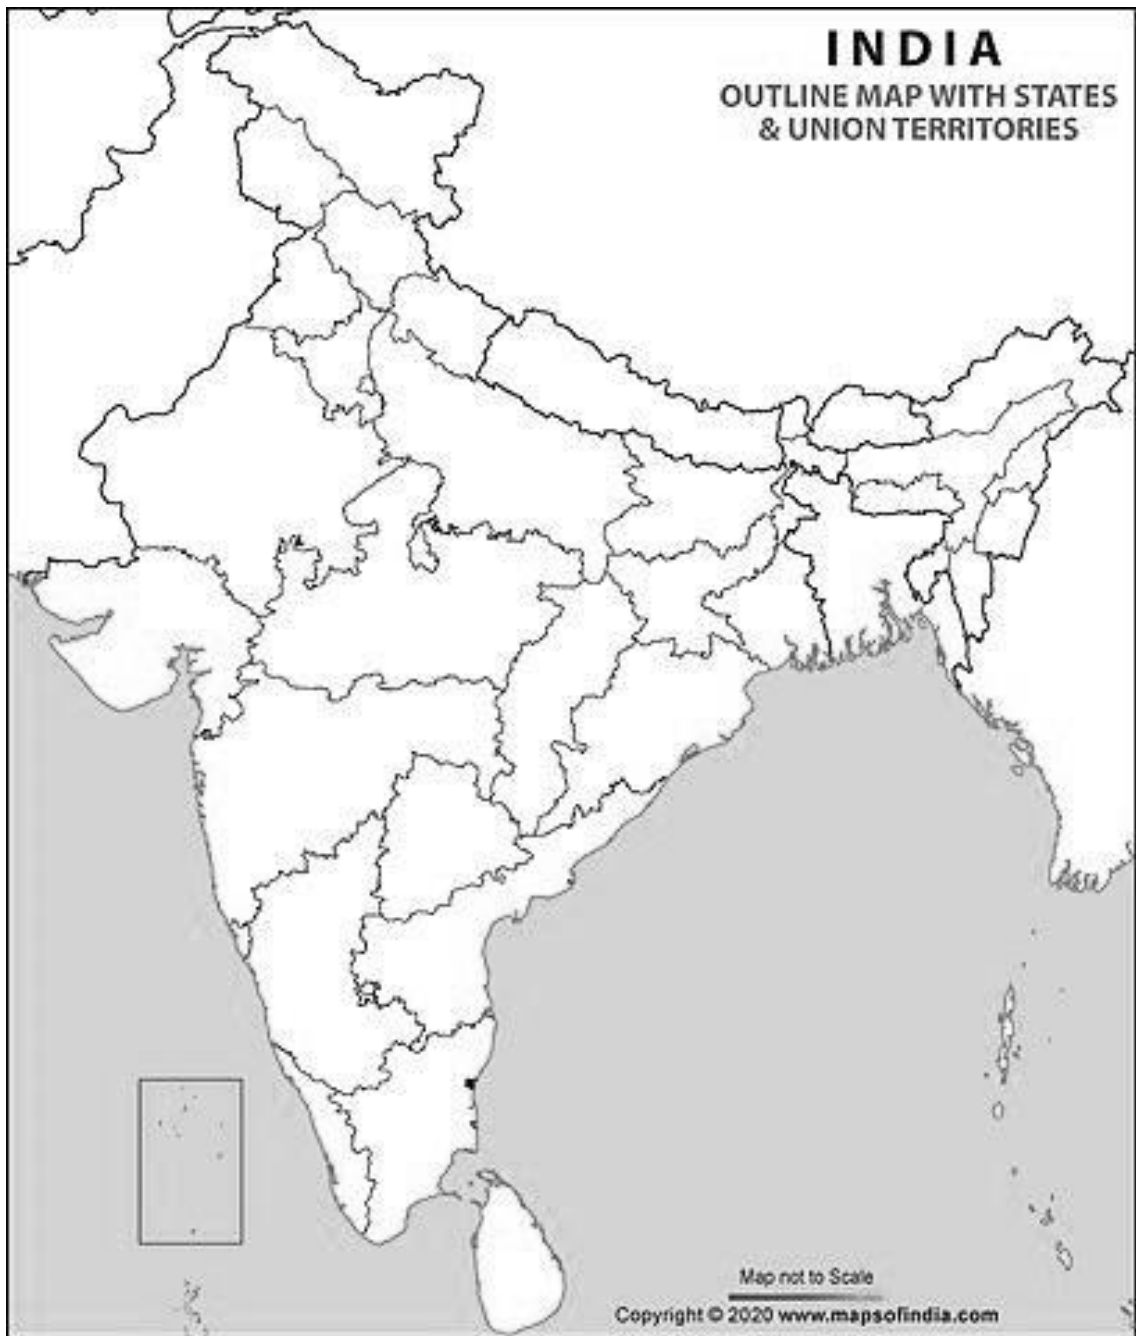 INDIA
OUTLINE MAP WITH STATES
& UNION TERRITORIES
Map not to Scale
Copyright © 2020 www.mapsofindia.com